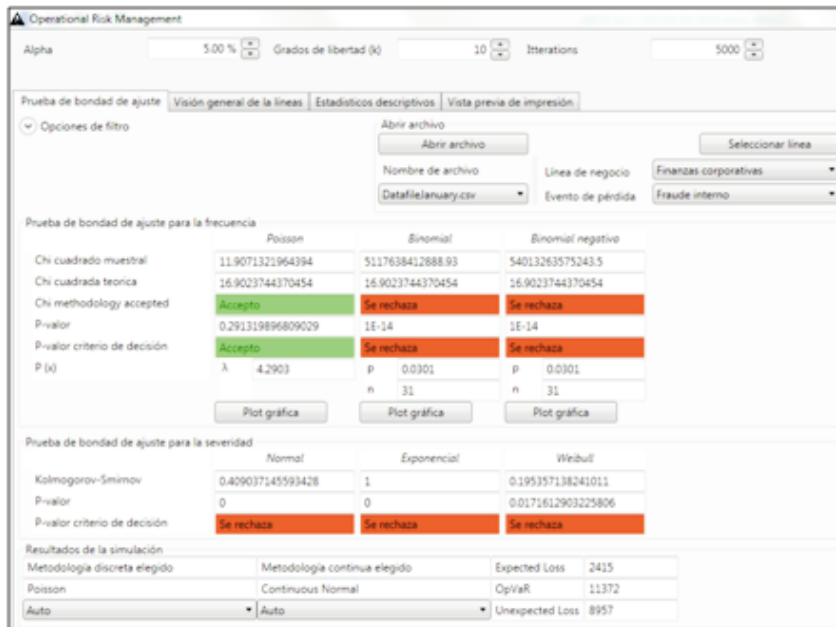 Operational Risk Management
Alpha 5.00 % Grados de libertad (k) 10 Itterations 5000
Prueba de bondad de ajuste Visión general de la líneas Estadísticos descriptivos Vista previa de impresión
Opciones de filtro Abrir archivo
Abrir archivo Seleccionar línea
Nombre de archivo Línea de negocio Finanzas corporativas
DatafileJanuary.csv Evento de pérdida Fraude interno
Prueba de bondad de ajuste para la frecuencia
Poisson Binomial Binomial negativo
Chi cuadrado muestral 11.9071321964394 5117638412888.93 54013263575243.5
Chi cuadrada teorica 16.9023744370454 16.9023744370454 16.9023744370454
Chi methodology accepted Accepto Se rechaza Se rechaza
P-valor 0.291319896809029 1E-14 1E-14
P-valor criterio de decisión Accepto Se rechaza Se rechaza
P (x) λ 4.2903 p 0.0301 p 0.0301
n 31 n 31
Plot gráfica Plot gráfica Plot gráfica
Prueba de bondad de ajuste para la severidad
Normal Exponencial Weibull
Kolmogorov-Smirnov 0.409037145593428 1 0.195357138241011
P-valor 0 0 0.0171612903225806
P-valor criterio de decisión Se rechaza Se rechaza Se rechaza
Resultados de la simulación
Metodología discreta elegido Metodología continua elegido Expected Loss 2415
Poisson Continuous Normal OpVaR 11372
Auto Auto Unexpected Loss 8957